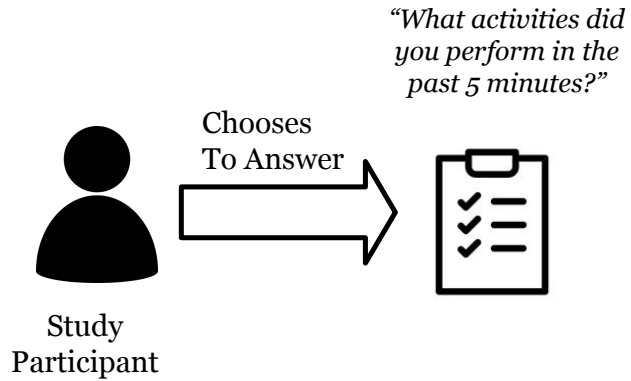 “What activities did
you perform in the
past 5 minutes?”
Chooses
To Answer
Study
Participant